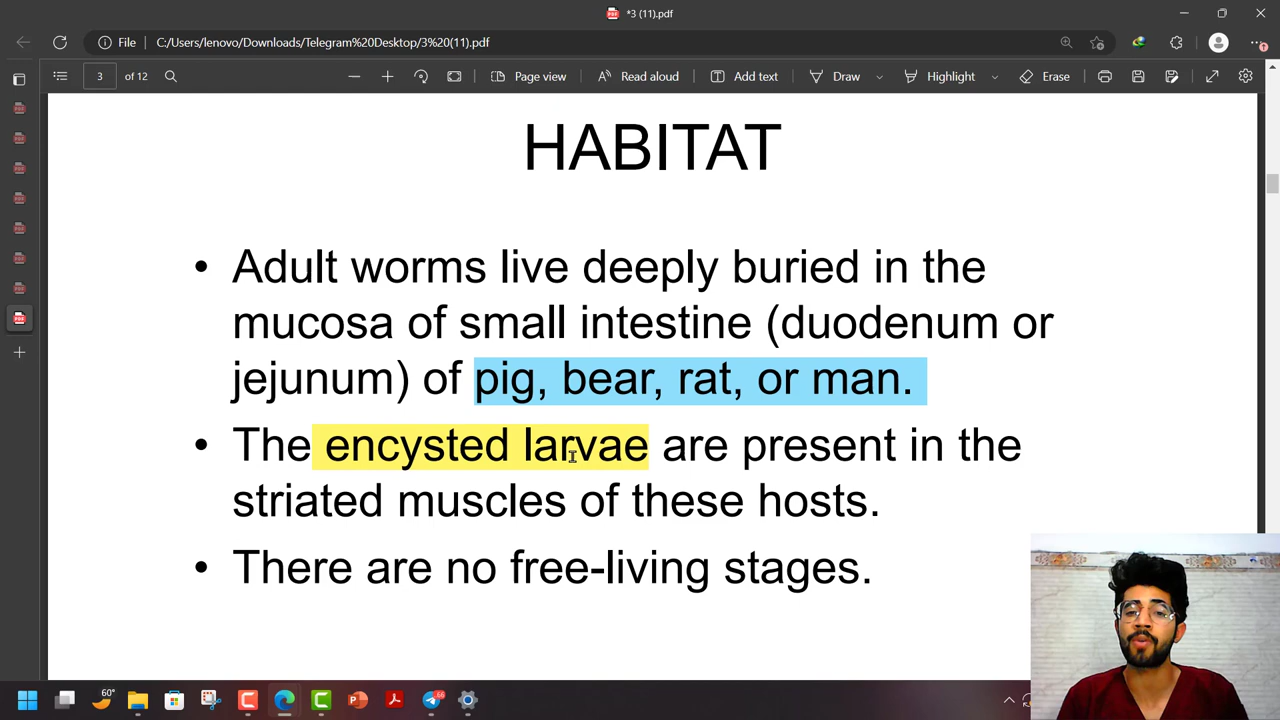 *3 (11).pdf
File C:/Users/lenovo/Downloads/Telegram%20Desktop/3%20(11).pdf
3 of 12 Page view Read aloud Add text Draw Highlight Erase
HABITAT
• Adult worms live deeply buried in the
mucosa of small intestine (duodenum or
jejunum) of pig, bear, rat, or man.
• The encysted larvae are present in the
striated muscles of these hosts.
• There are no free-living stages.
60°